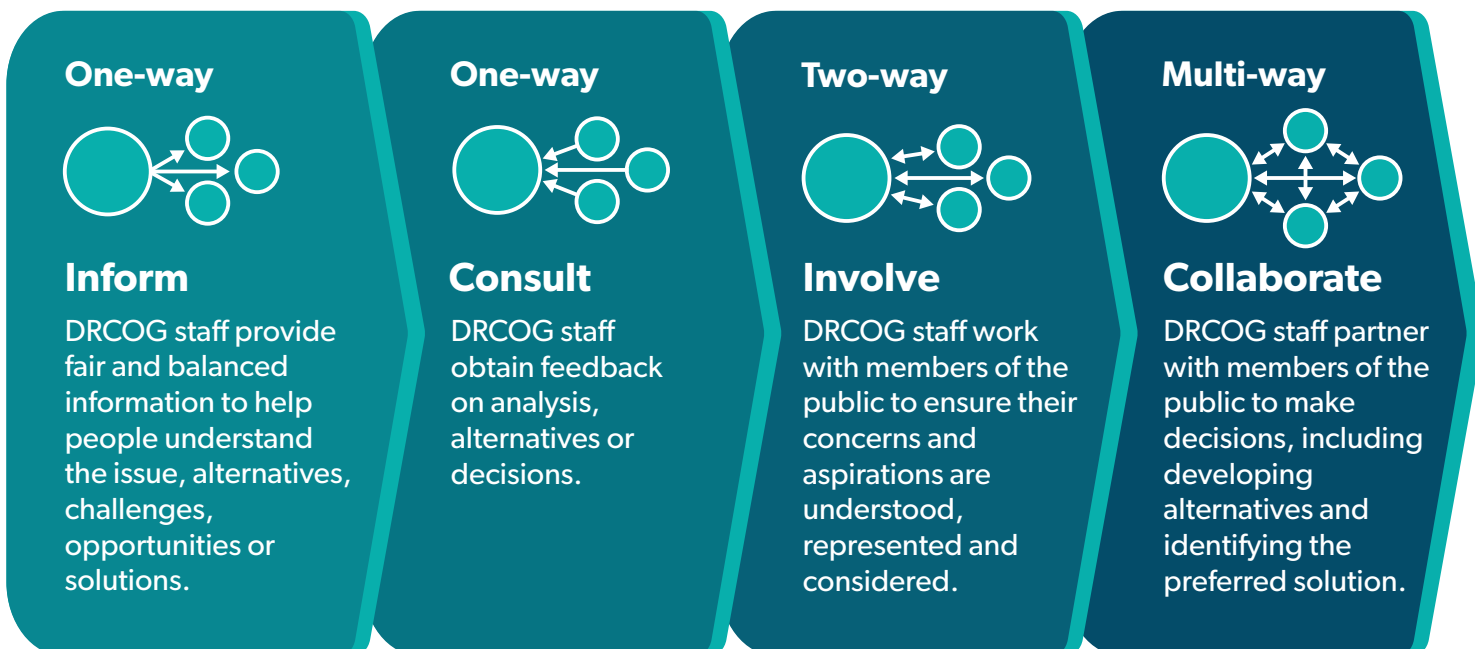 One-way
Inform
DRCOG staff provide
fair and balanced
information to help
people understand
the issue, alternatives,
challenges,
opportunities or
solutions.
One-way
Consult
DRCOG staff
obtain feedback
on analysis,
alternatives or
decisions.
Two-way
Involve
DRCOG staff work
with members of the
public to ensure their
concerns and
aspirations are
understood,
represented and
considered.
Multi-way
Collaborate
DRCOG staff partner
with members of the
public to make
decisions, including
developing
alternatives and
identifying the
preferred solution.